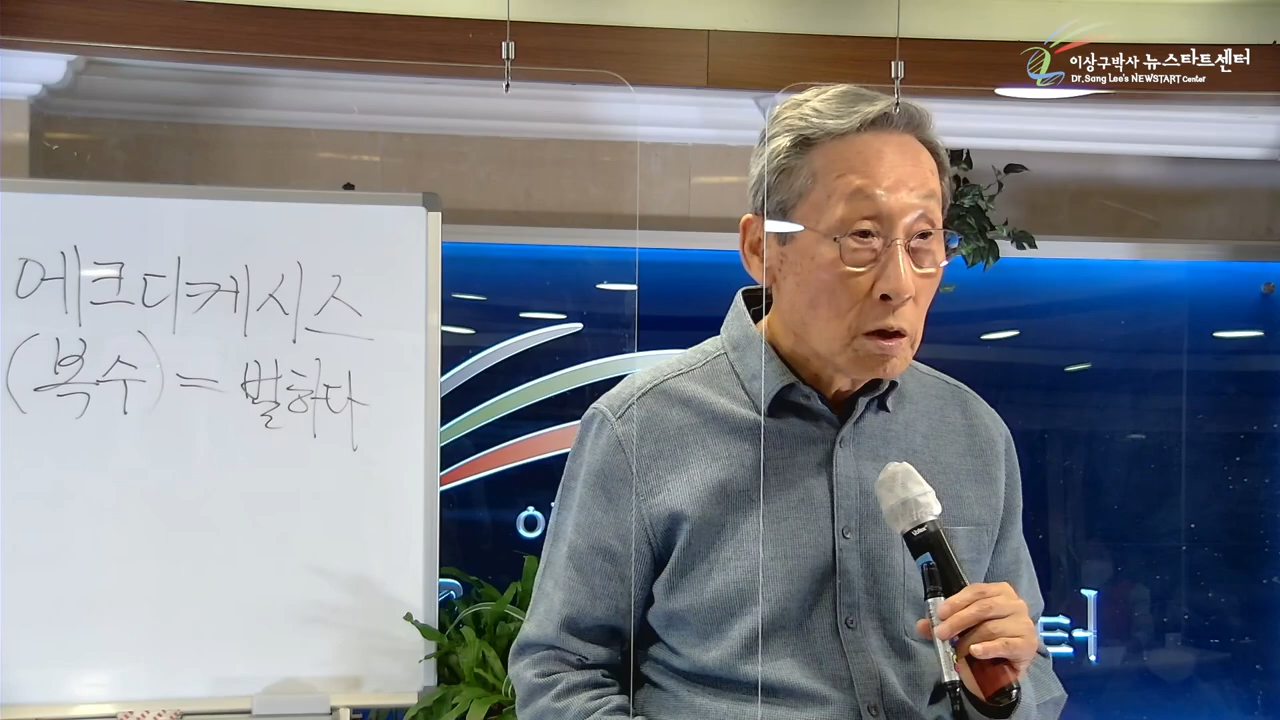 이상구박사 뉴스타트센터
Dr. Sang Lee's NEWSTART Center
에크디케시스
(복수) = 벌하다